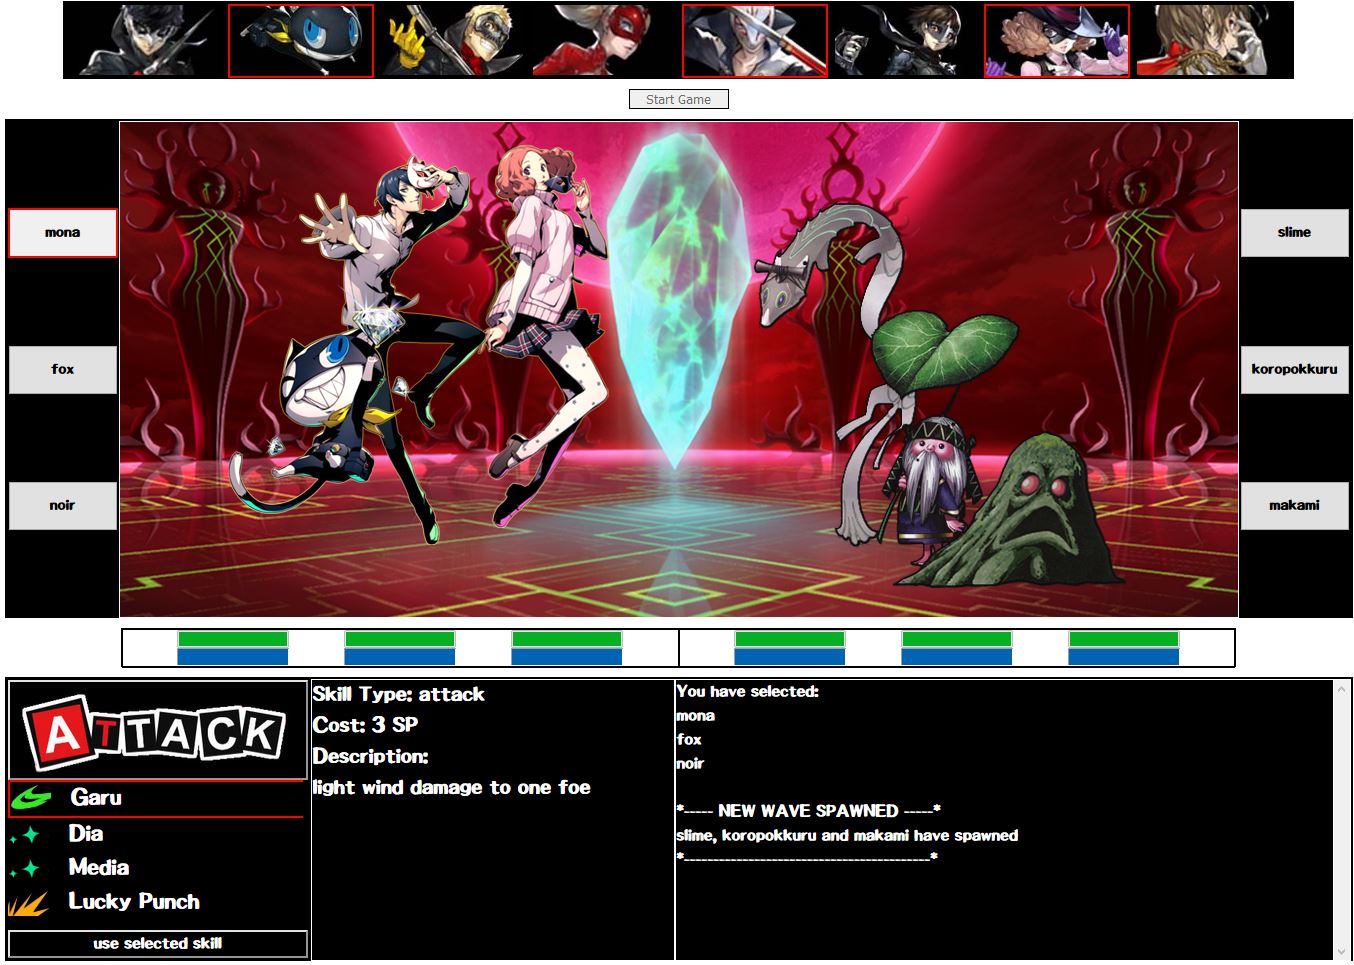 Start Game
mona
slime
fox
koropokkuru
noir
makami
ATTACK
Garu
Dia
Media
Lucky Punch
use selected skill
Skill Type: attack
Cost: 3 SP
Description:
light wind damage to one foe
You have selected:
mona
fox
noir
*----- NEW WAVE SPAWNED -----*
slime, koropokkuru and makami have spawned
*-----------------------------------------*